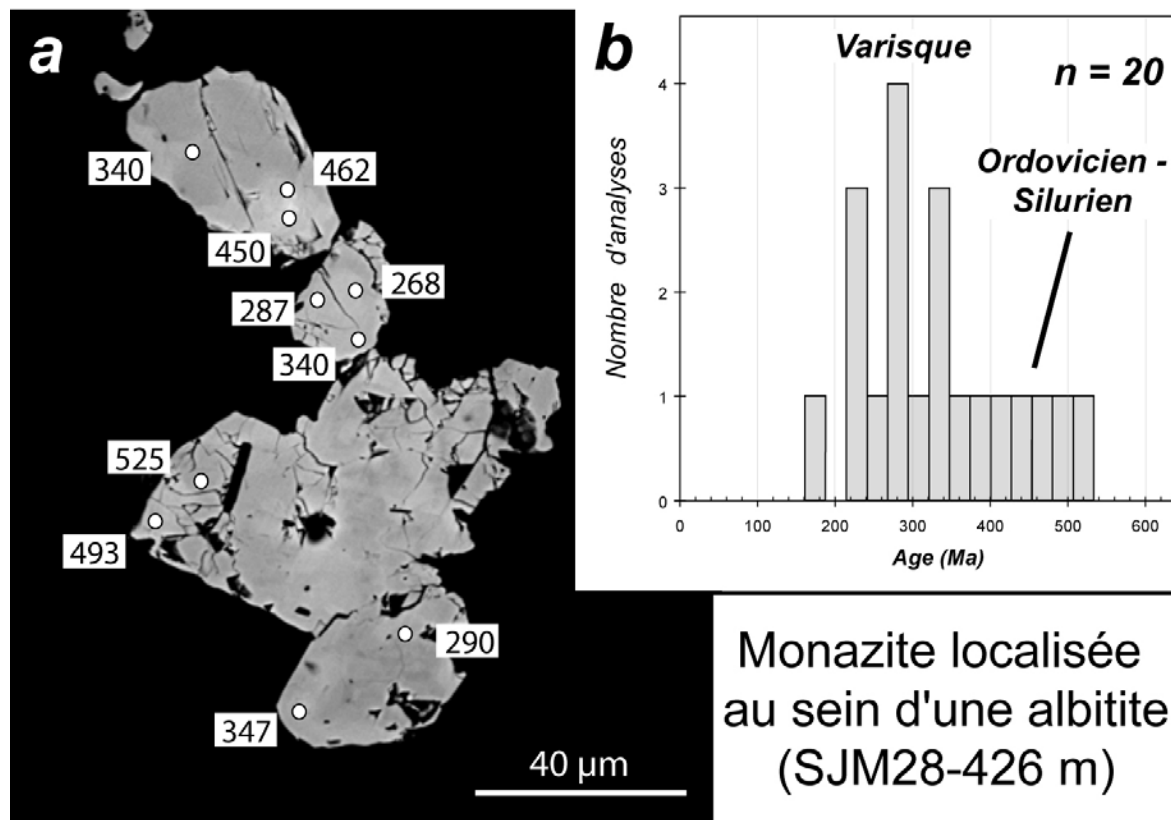 a
340
462
450
268
287
340
525
493
290
347
40 µm
b
Varisque
n = 20
Ordovicien -
Silurien
Nombre d'analyses
4
3
2
1
0
0 100 200 300 400 500 600
Age (Ma)
Monazite localisée
au sein d'une albitite
(SJM28-426 m)